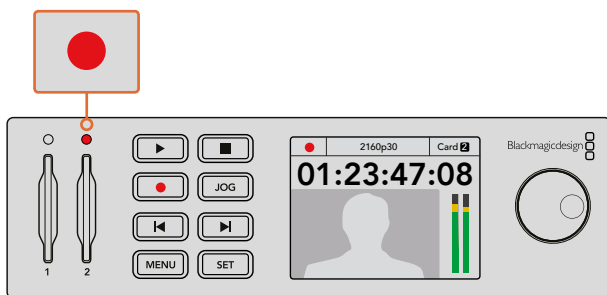 2160p30 Card 2
Blackmagicdesign
01:23:47:08
JOG
1 2
MENU SET